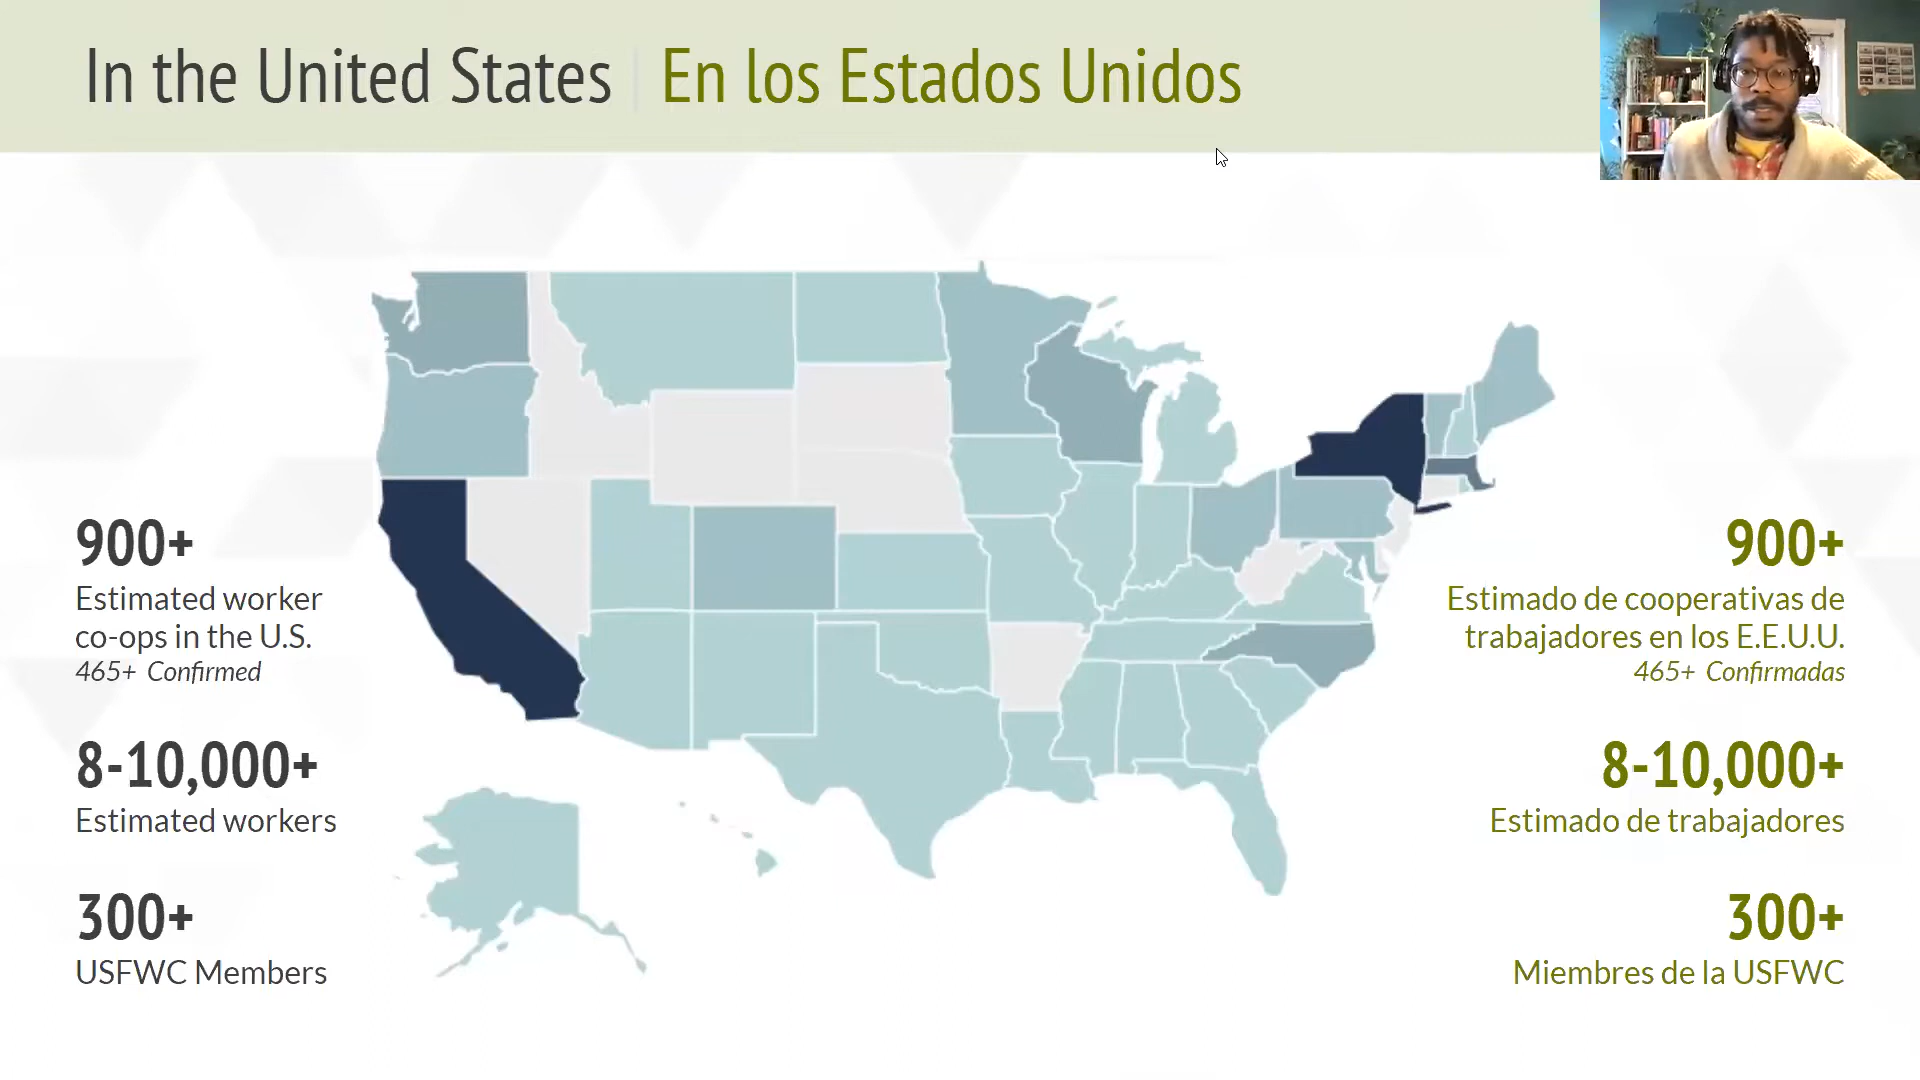 In the United States | En los Estados Unidos
900+
Estimated worker
co-ops in the U.S.
465+ Confirmed
8-10,000+
Estimated workers
300+
USFWC Members
900+
Estimado de cooperativas de
trabajadores en los E.E.U.U.
465+ Confirmadas
8-10,000+
Estimado de trabajadores
300+
Miembres de la USFWC